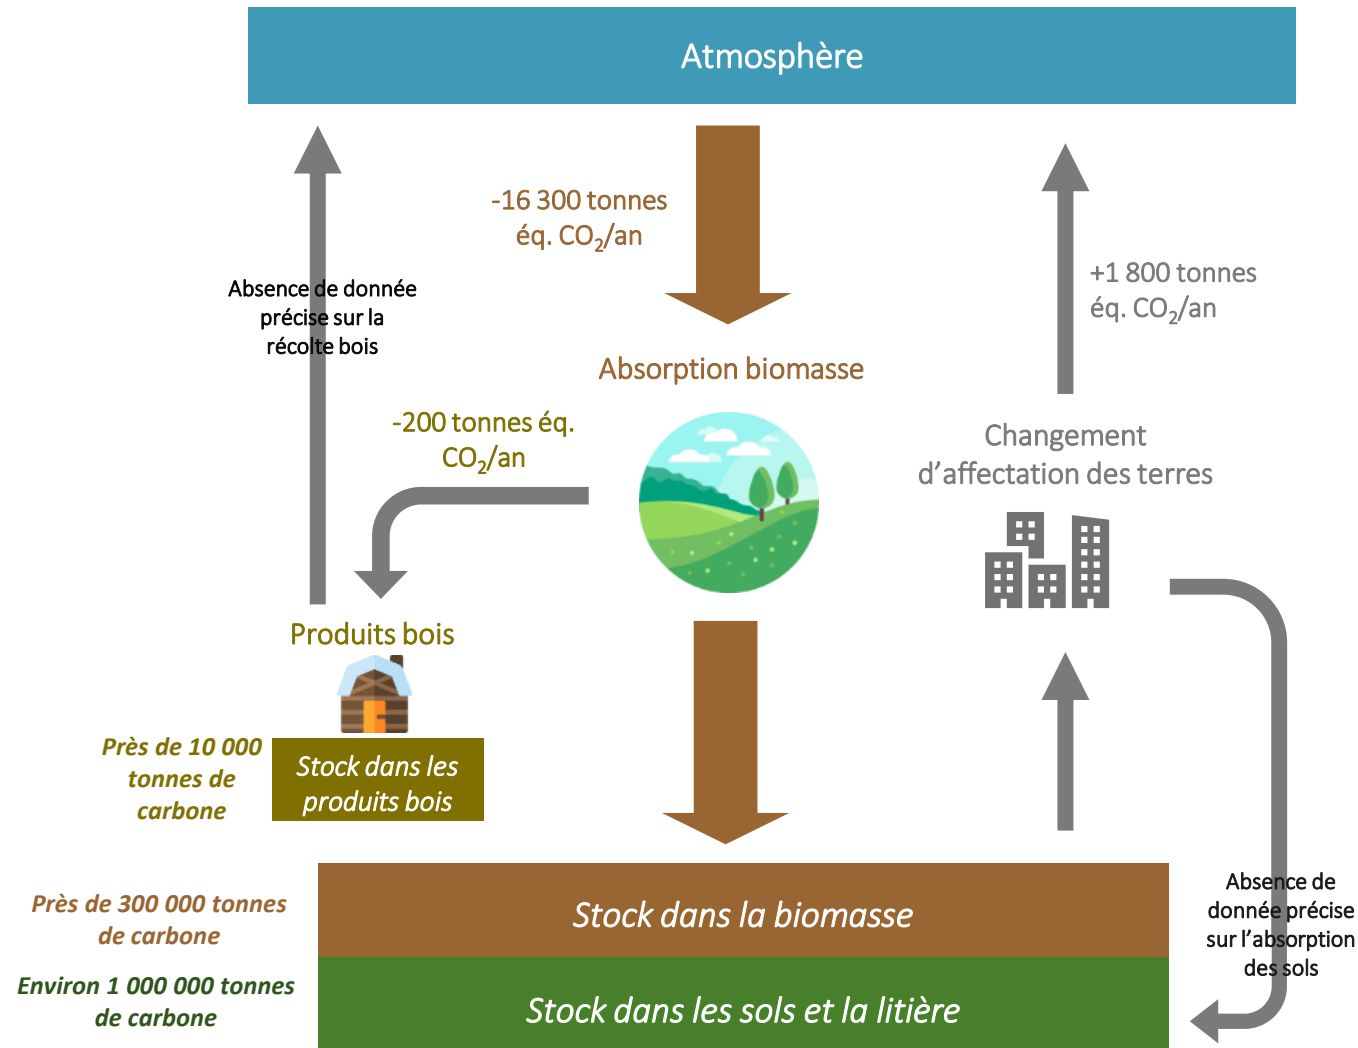 Atmosphère
-16 300 tonnes
éq. CO₂/an
+1 800 tonnes
éq. CO₂/an
Absence de donnée
précise sur la
récolte bois
Absorption biomasse
-200 tonnes éq.
CO₂/an
Changement
d’affectation des terres
Produits bois
Près de 10 000
tonnes de
carbone
Stock dans les
produits bois
Près de 300 000 tonnes
de carbone
Stock dans la biomasse
Absence de
donnée précise
sur l’absorption
des sols
Environ 1 000 000 tonnes
de carbone
Stock dans les sols et la litière